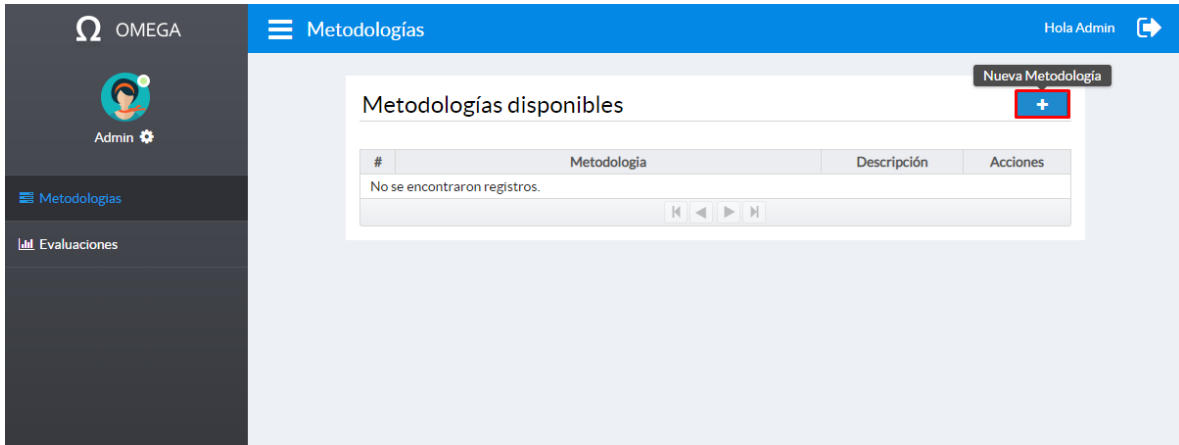 Ω OMEGA
Metodologías
Hola Admin
Nueva Metodología
Metodologías disponibles
+
Admin
# Metodologia Descripción Acciones
No se encontraron registros.
Metodologias
Evaluaciones